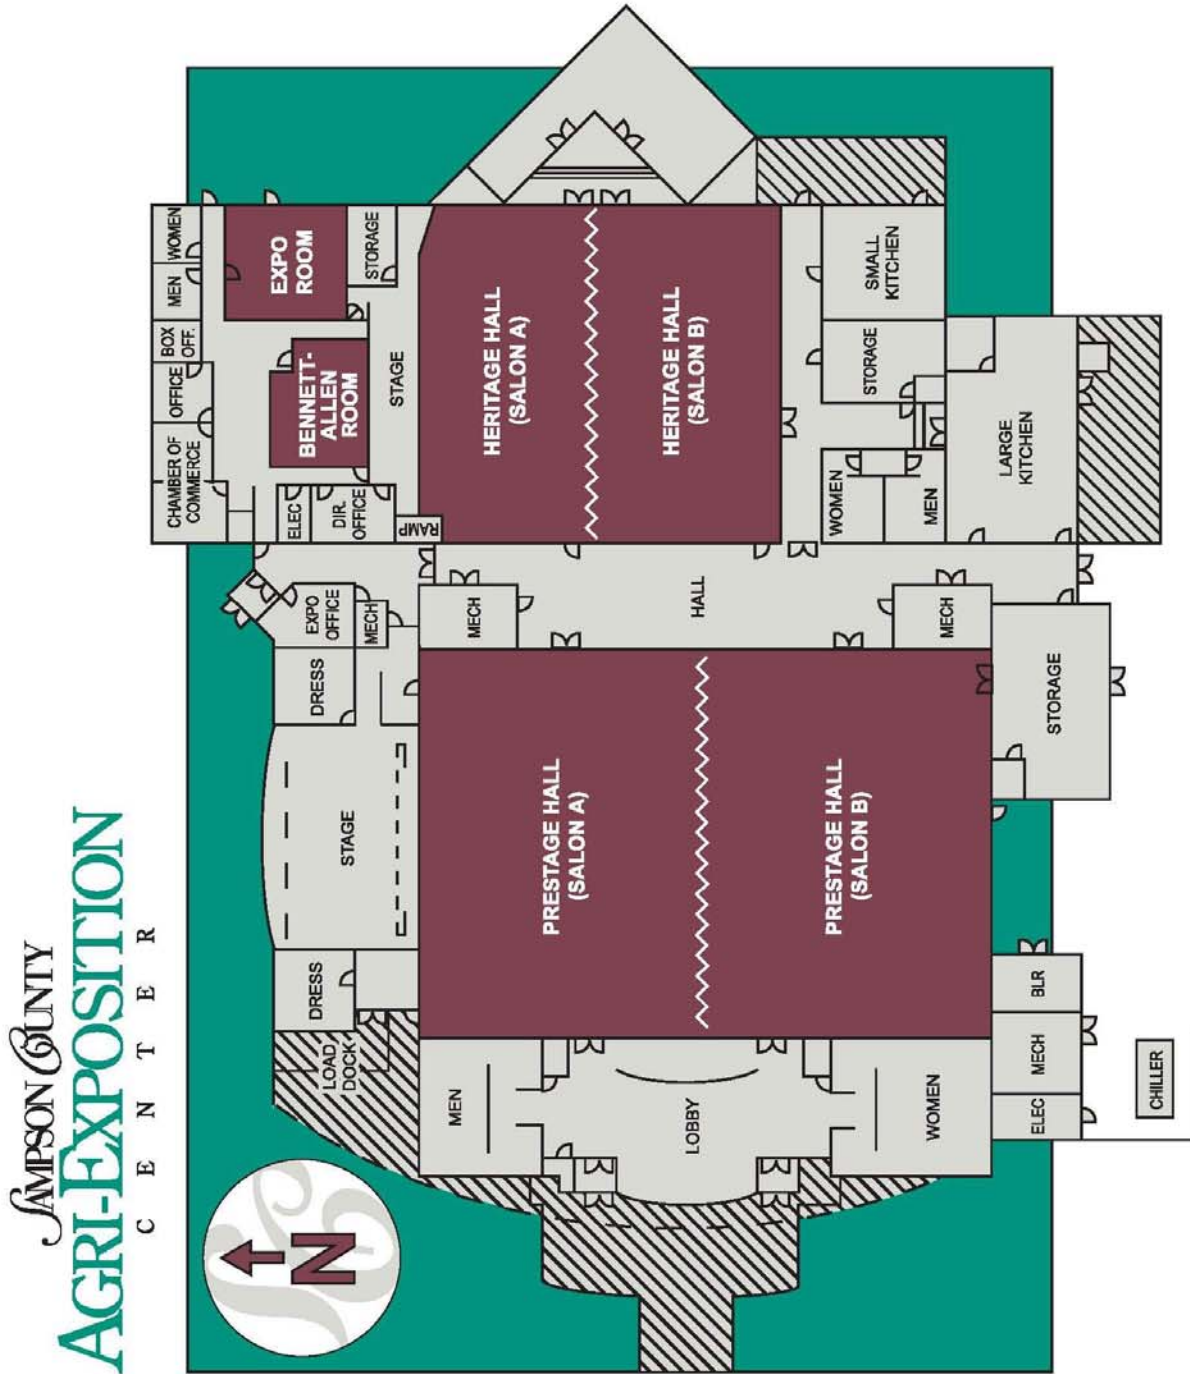 SAMPSON COUNTY
AGRI-EXPOSITION
CENTER
N
LOAD
DOCK
DRESS
STAGE
DRESS
EXPO
OFFICE
MECH
CHAMBER OF
COMMERCE
OFFICE
BOX
OFF.
MEN
WOMEN
ELEC
DIR.
OFFICE
RAMP
BENNETT-
ALLEN
ROOM
EXPO
ROOM
STORAGE
STAGE
MEN
LOBBY
WOMEN
PRESTAGE HALL
(SALON A)
PRESTAGE HALL
(SALON B)
MECH
HALL
MECH
HERITAGE HALL
(SALON A)
HERITAGE HALL
(SALON B)
WOMEN
MEN
STORAGE
SMALL
KITCHEN
LARGE
KITCHEN
STORAGE
ELEC
MECH
BLR
CHILLER